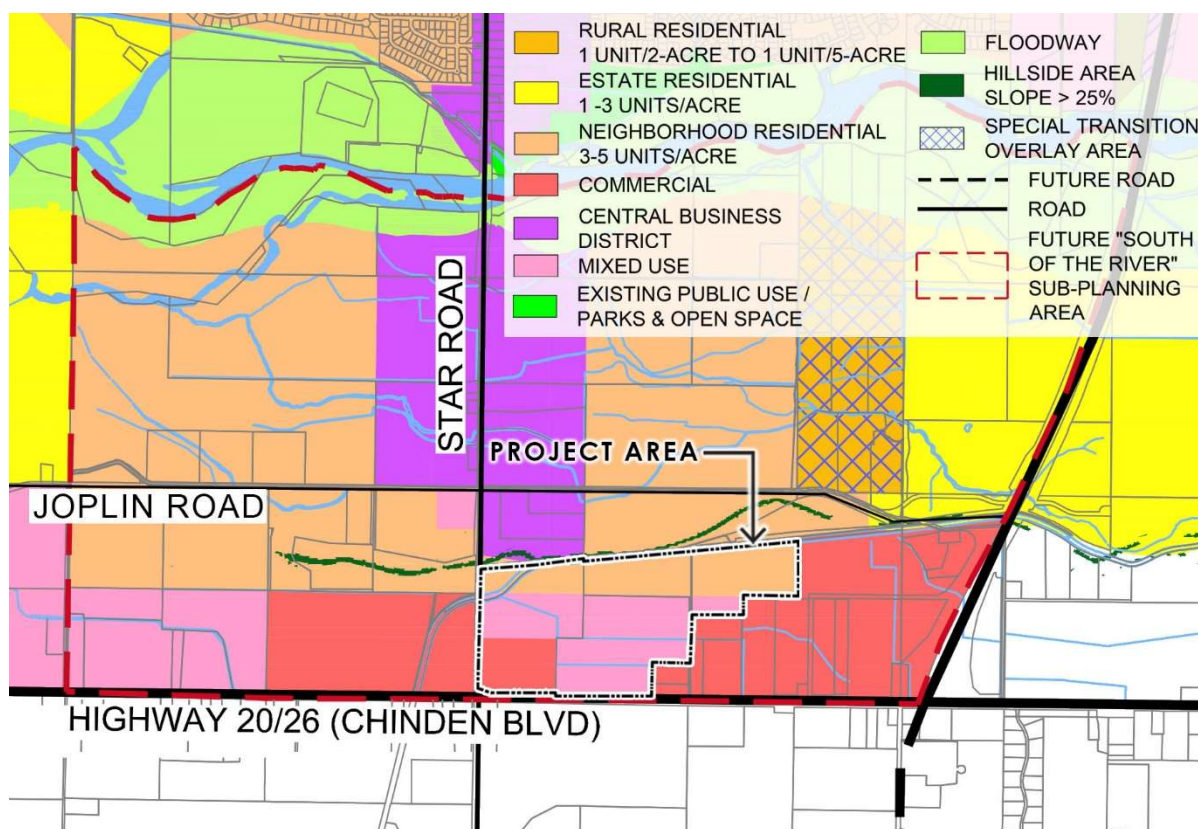 RURAL RESIDENTIAL
1 UNIT/2-ACRE TO 1 UNIT/5-ACRE
ESTATE RESIDENTIAL
1 -3 UNITS/ACRE
NEIGHBORHOOD RESIDENTIAL
3-5 UNITS/ACRE
COMMERCIAL
CENTRAL BUSINESS
DISTRICT
MIXED USE
EXISTING PUBLIC USE /
PARKS & OPEN SPACE
FLOODWAY
HILLSIDE AREA
SLOPE > 25%
SPECIAL TRANSITION
OVERLAY AREA
FUTURE ROAD
ROAD
FUTURE "SOUTH
OF THE RIVER"
SUB-PLANNING
AREA
STAR ROAD
PROJECT AREA
JOPLIN ROAD
HIGHWAY 20/26 (CHINDEN BLVD)